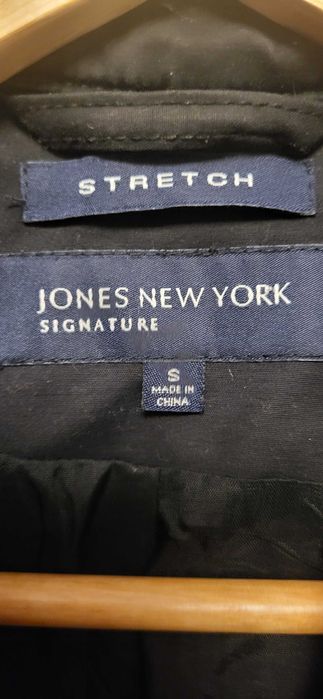 STRETCH
JONES NEW YORK
SIGNATURE
S
MADE IN
CHINA